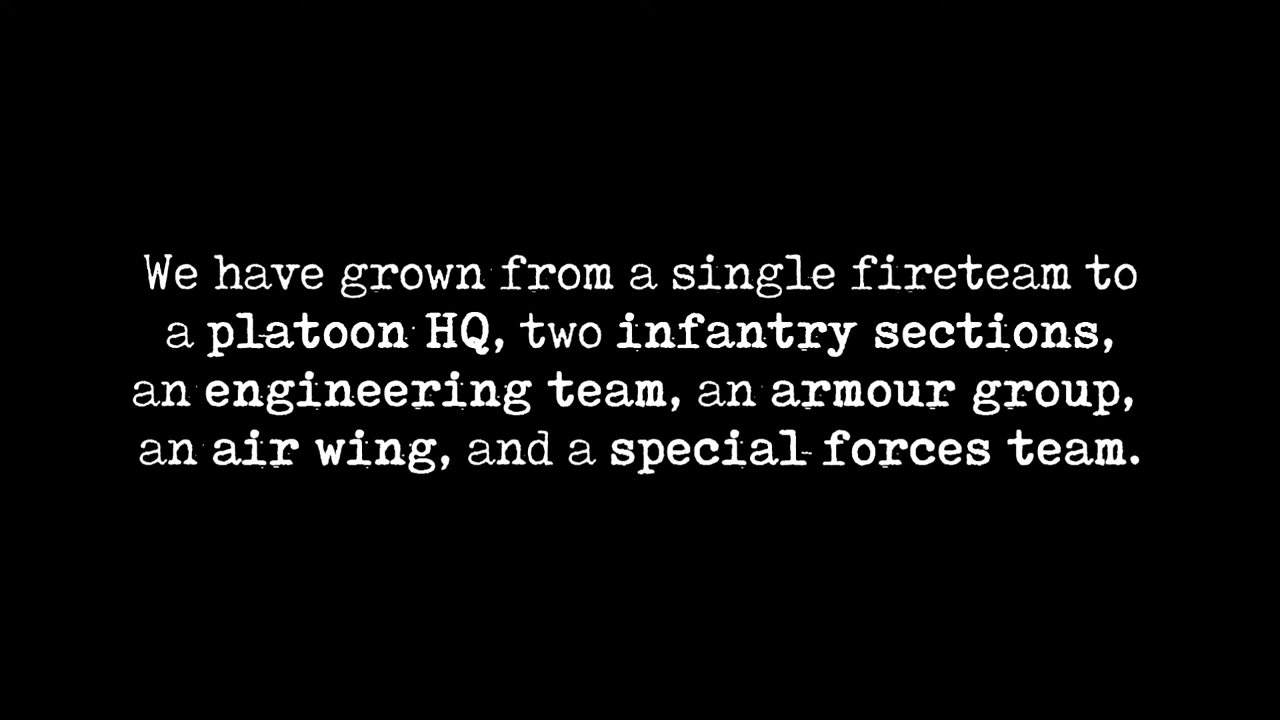 We have grown from a single fireteam to
a platoon HQ, two infantry sections,
an engineering team, an armour group,
an air wing, and a special forces team.